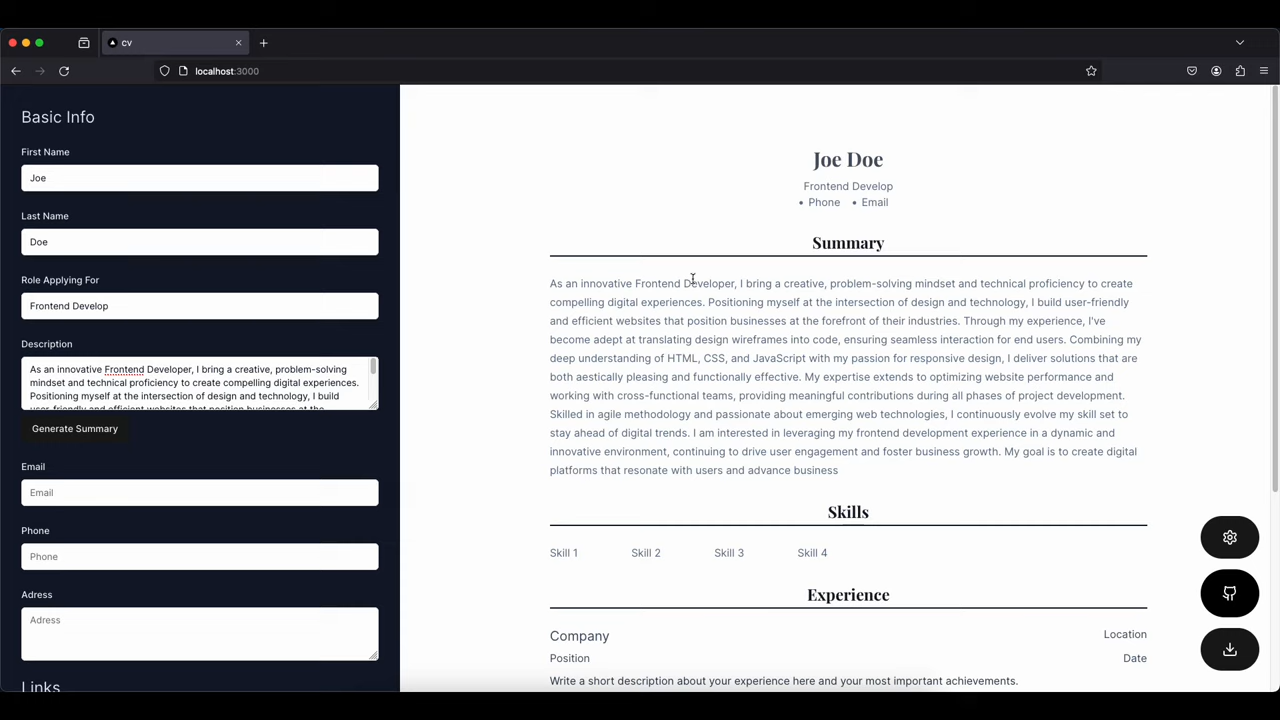 cv
localhost:3000
Basic Info
First Name
Joe
Last Name
Doe
Role Applying For
Frontend Develop
Description
As an innovative Frontend Developer, I bring a creative, problem-solving
mindset and technical proficiency to create compelling digital experiences.
Positioning myself at the intersection of design and technology, I build
user-friendly and efficient websites that position businesses at the
Generate Summary
Email
Email
Phone
Phone
Adress
Adress
Links
Joe Doe
Frontend Develop
• Phone • Email
Summary
As an innovative Frontend Developer, I bring a creative, problem-solving mindset and technical proficiency to create
compelling digital experiences. Positioning myself at the intersection of design and technology, I build user-friendly
and efficient websites that position businesses at the forefront of their industries. Through my experience, I've
become adept at translating design wireframes into code, ensuring seamless interaction for end users. Combining my
deep understanding of HTML, CSS, and JavaScript with my passion for responsive design, I deliver solutions that are
both aestically pleasing and functionally effective. My expertise extends to optimizing website performance and
working with cross-functional teams, providing meaningful contributions during all phases of project development.
Skilled in agile methodology and passionate about emerging web technologies, I continuously evolve my skill set to
stay ahead of digital trends. I am interested in leveraging my frontend development experience in a dynamic and
innovative environment, continuing to drive user engagement and foster business growth. My goal is to create digital
platforms that resonate with users and advance business
Skills
Skill 1 Skill 2 Skill 3 Skill 4
Experience
Company Location
Position Date
Write a short description about your experience here and your most important achievements.